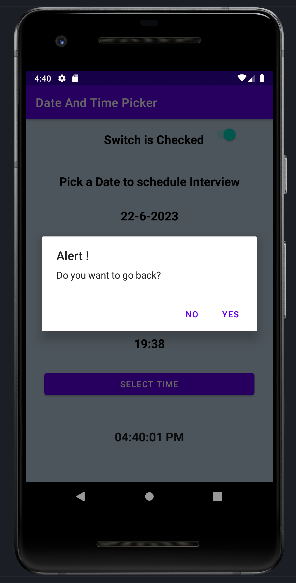 4:40
Date And Time Picker
Switch is Checked
Pick a Date to schedule Interview
22-6-2023
Alert !
Do you want to go back?
NO YES
19:38
SELECT TIME
04:40:01 PM